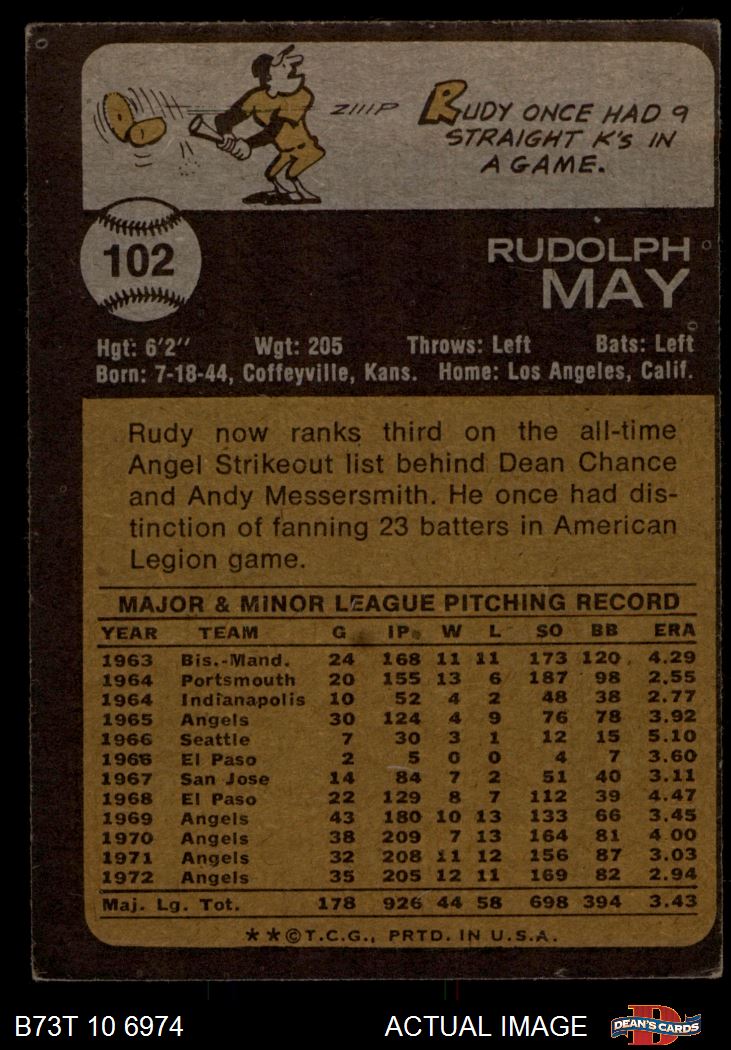 ZIIIP
RUDY ONCE HAD 9
STRAIGHT K'S IN
A GAME.
102
RUDOLPH
MAY
Hgt: 6'2" Wgt: 205 Throws: Left Bats: Left
Born: 7-18-44, Coffeyville, Kans. Home: Los Angeles, Calif.
Rudy now ranks third on the all-time
Angel Strikeout list behind Dean Chance
and Andy Messersmith. He once had dis-
tinction of fanning 23 batters in American
Legion game.
MAJOR & MINOR LEAGUE PITCHING RECORD
YEAR TEAM G IP W L SO BB ERA
1963 Bis.-Mand. 24 168 11 11 173 120 4.29
1964 Portsmouth 20 155 13 6 187 98 2.55
1964 Indianapolis 10 52 4 2 48 38 2.77
1965 Angels 30 124 4 9 76 78 3.92
1966 Seattle 7 30 3 1 12 15 5.10
1966 El Paso 2 5 0 0 4 7 3.60
1967 San Jose 14 84 7 2 51 40 3.11
1968 El Paso 22 129 8 7 112 39 4.47
1969 Angels 43 180 10 13 133 66 3.45
1970 Angels 38 209 7 13 164 81 4.00
1971 Angels 32 208 11 12 156 87 3.03
1972 Angels 35 205 12 11 169 82 2.94
Maj. Lg. Tot. 178 926 44 58 698 394 3.43
**©T.C.G., PRTD. IN U.S.A.
B73T 10 6974 ACTUAL IMAGE D DEAN'S CARDS